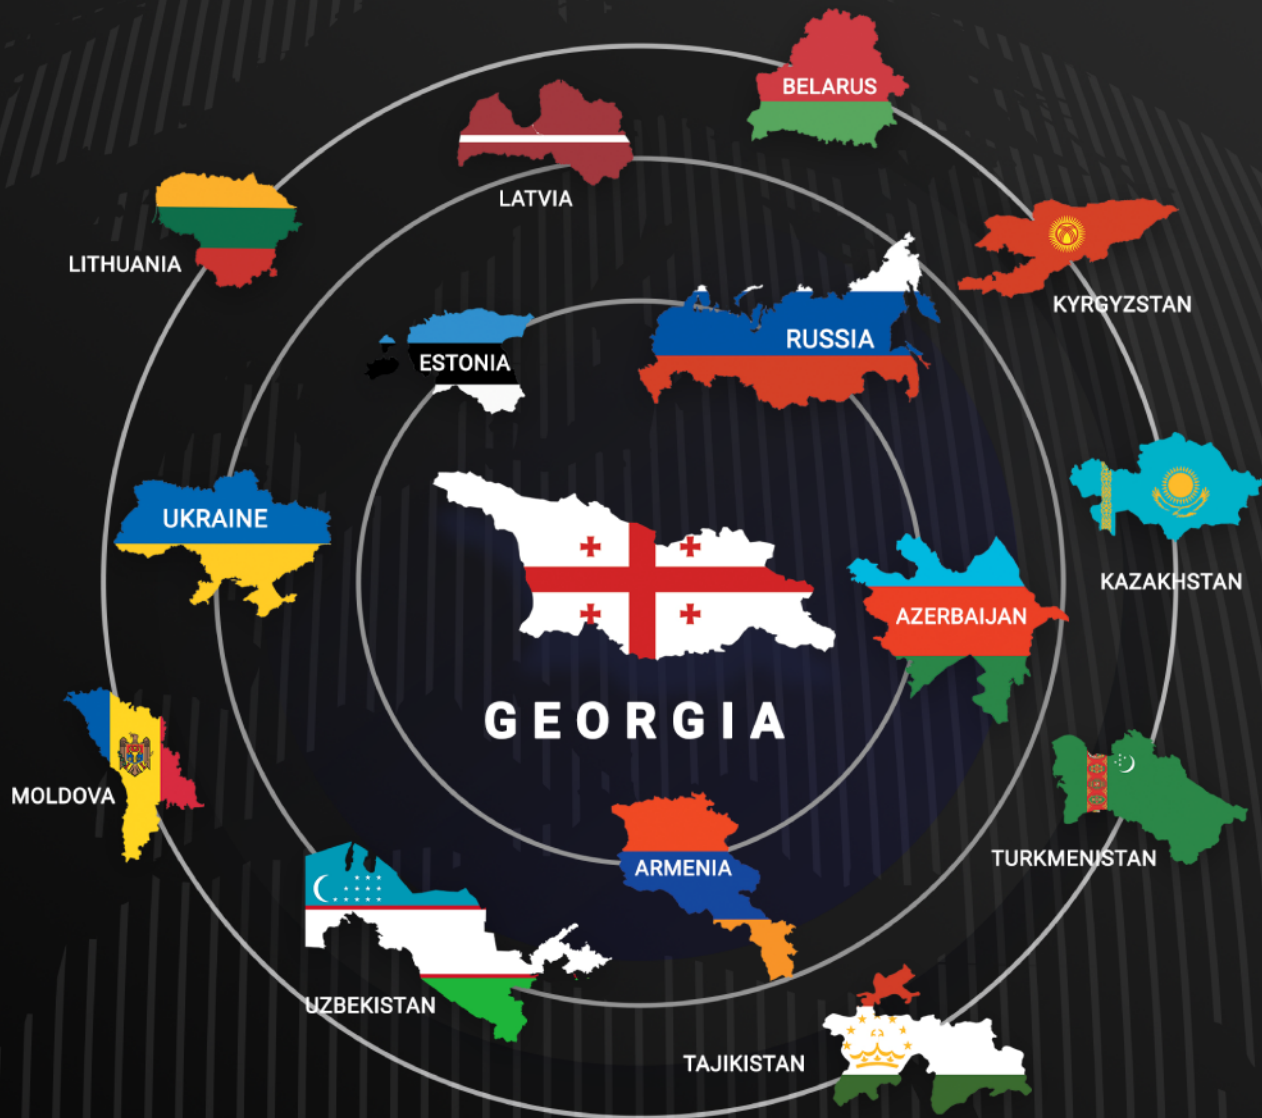 BELARUS
LATVIA
LITHUANIA
KYRGYZSTAN
RUSSIA
ESTONIA
UKRAINE
KAZAKHSTAN
AZERBAIJAN
GEORGIA
MOLDOVA
TURKMENISTAN
ARMENIA
UZBEKISTAN
TAJIKISTAN